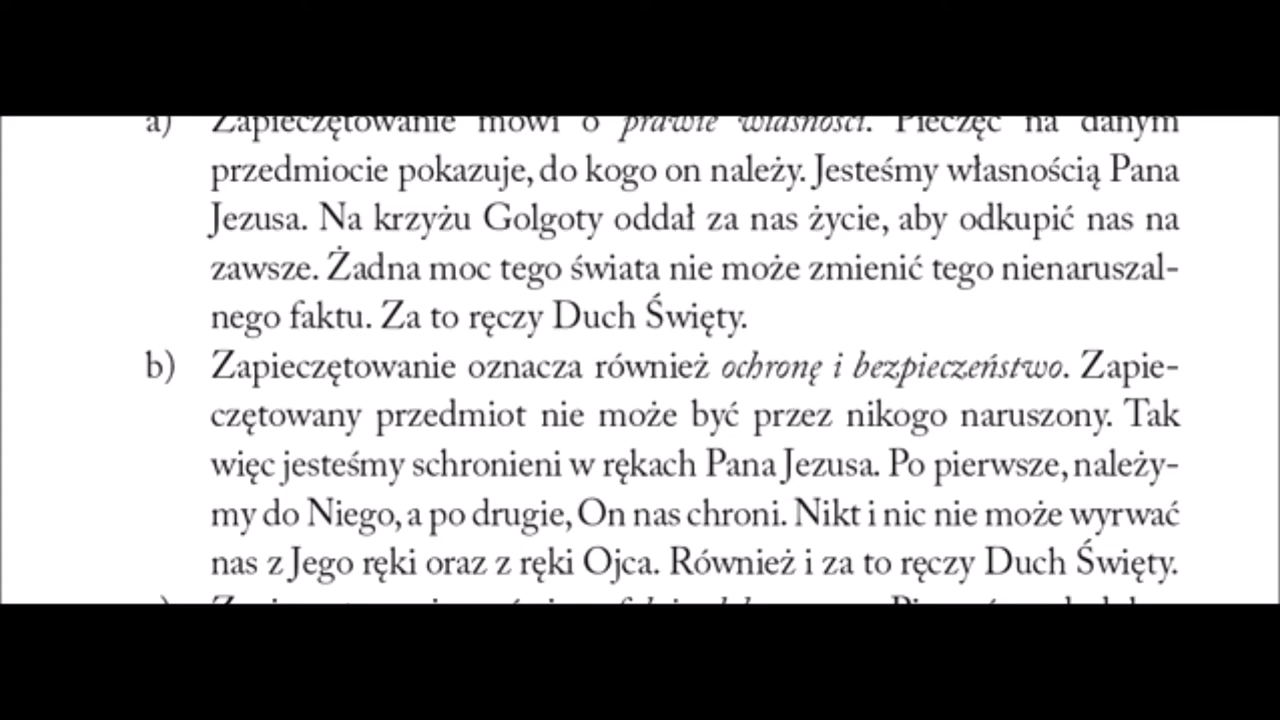 a) Zapieczętowanie mówi o prawie własności. Pieczęć na danym
przedmiocie pokazuje, do kogo on należy. Jesteśmy własnością Pana
Jezusa. Na krzyżu Golgoty oddał za nas życie, aby odkupić nas na
zawsze. Żadna moc tego świata nie może zmienić tego nienaruszal-
nego faktu. Za to ręczy Duch Święty.
b) Zapieczętowanie oznacza również ochronę i bezpieczeństwo. Zapie-
czętowany przedmiot nie może być przez nikogo naruszony. Tak
więc jesteśmy schronieni w rękach Pana Jezusa. Po pierwsze, należy-
my do Niego, a po drugie, On nas chroni. Nikt i nic nie może wyrwać
nas z Jego ręki oraz z ręki Ojca. Również i za to ręczy Duch Święty.